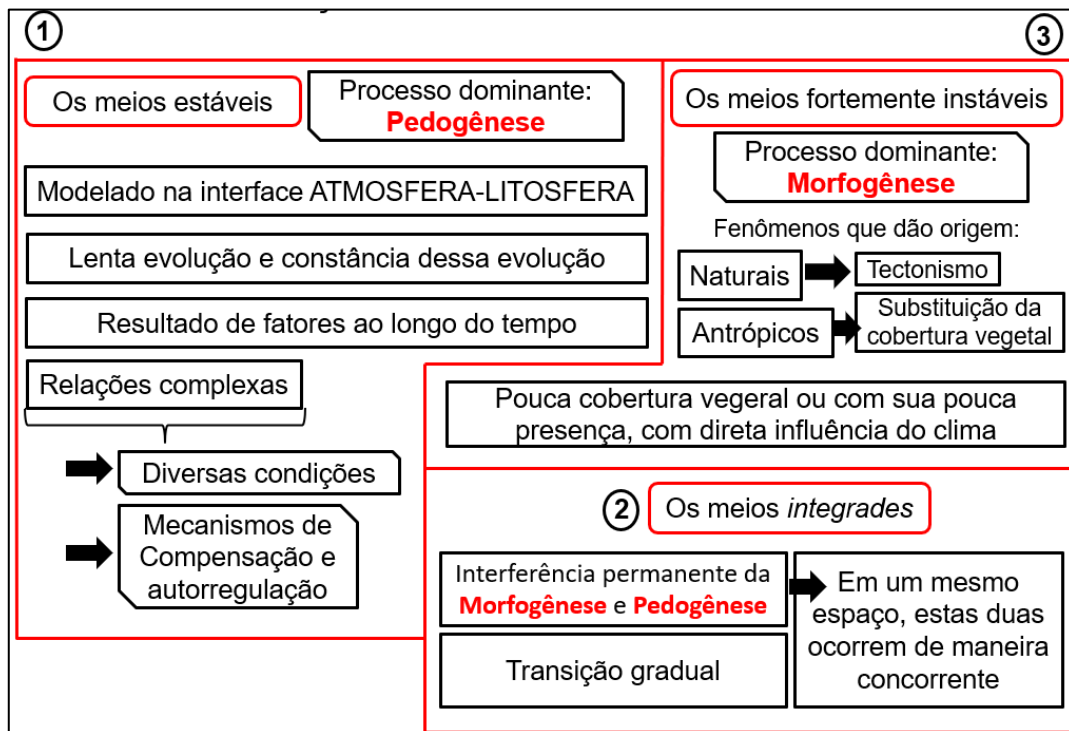 1
Os meios estáveis
Processo dominante:
Pedogênese
Modelado na interface ATMOSFERA-LITOSFERA
Lenta evolução e constância dessa evolução
Resultado de fatores ao longo do tempo
Relações complexas
Diversas condições
Mecanismos de
Compensação e
autorregulação
3
Os meios fortemente instáveis
Processo dominante:
Morfogênese
Fenômenos que dão origem:
Naturais
Tectonismo
Antrópicos
Substituição da
cobertura vegetal
Pouca cobertura vegeral ou com sua pouca
presença, com direta influência do clima
2
Os meios integrades
Interferência permanente da
Morfogênese e Pedogênese
Transição gradual
Em um mesmo
espaço, estas duas
ocorrem de maneira
concorrente